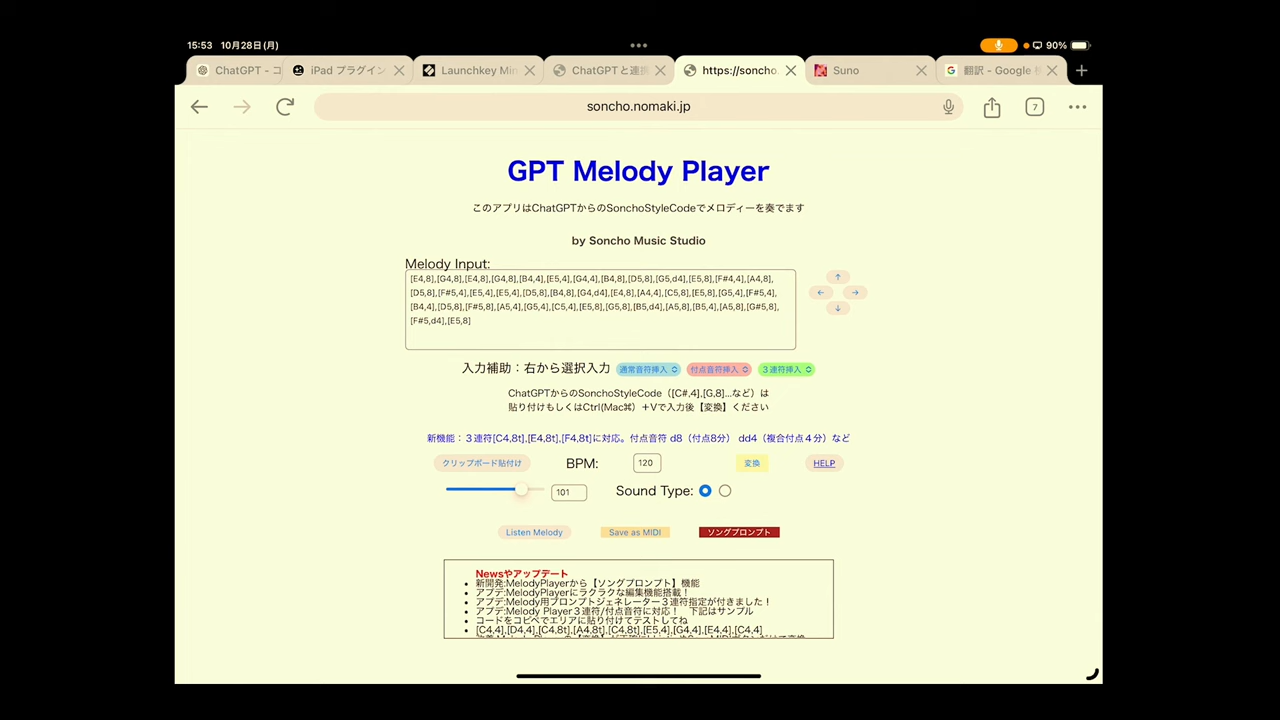 15:53 10月28日(月)
90%
ChatGPT - コ
iPad プラグイン
Launchkey Min
ChatGPTと連携
https://soncho.
Suno
翻訳 - Google 検
soncho.nomaki.jp
7
GPT Melody Player
このアプリはChatGPTからのSonchoStyleCodeでメロディーを奏でます
by Soncho Music Studio
Melody Input:
[E4,8],[G4,8],[E4,8],[G4,8],[B4,4],[E5,4],[G4,4],[B4,8],[D5,8],[G5,d4],[E5,8],[F#4,4],[A4,8],
[D5,8],[F#5,4],[E5,4],[E5,4],[D5,8],[B4,8],[G4,d4],[E4,8],[A4,4],[C5,8],[E5,8],[G5,4],[F#5,4],
[B4,4],[D5,8],[F#5,8],[A5,4],[G5,4],[C5,4],[E5,8],[G5,8],[B5,d4],[A5,8],[B5,4],[A5,8],[G#5,8],
[F#5,d4],[E5,8]
↑
← →
↓
入力補助：右から選択入力 通常音符挿入 付点音符挿入 3連符挿入
ChatGPTからのSonchoStyleCode（[C#,4],[G,8]...など）は
貼り付けもしくはCtrl(Mac⌘）＋Vで入力後【変換】ください
新機能：３連符[C4,8t],[E4,8t],[F4,8t]に対応。付点音符 d8（付点8分） dd4（複合付点４分）など
クリップボード貼付け BPM: 120 変換 HELP
101 Sound Type:
Listen Melody Save as MIDI ソングプロンプト
Newsやアップデート
新開発:MelodyPlayerから【ソングプロンプト】機能
アプデ:MelodyPlayerにラクラクな編集機能搭載！
アプデ:Melody用プロンプトジェネレーター３連符指定が付きました！
アプデ:Melody Player３連符/付点音符に対応！　下記はサンプル
コードをコピペでエリアに貼り付けてテストしてね
[C4,4],[D4,4],[C4,8t],[A4,8t],[C4,8t],[E5,4],[G4,4],[E4,4],[C4,4]